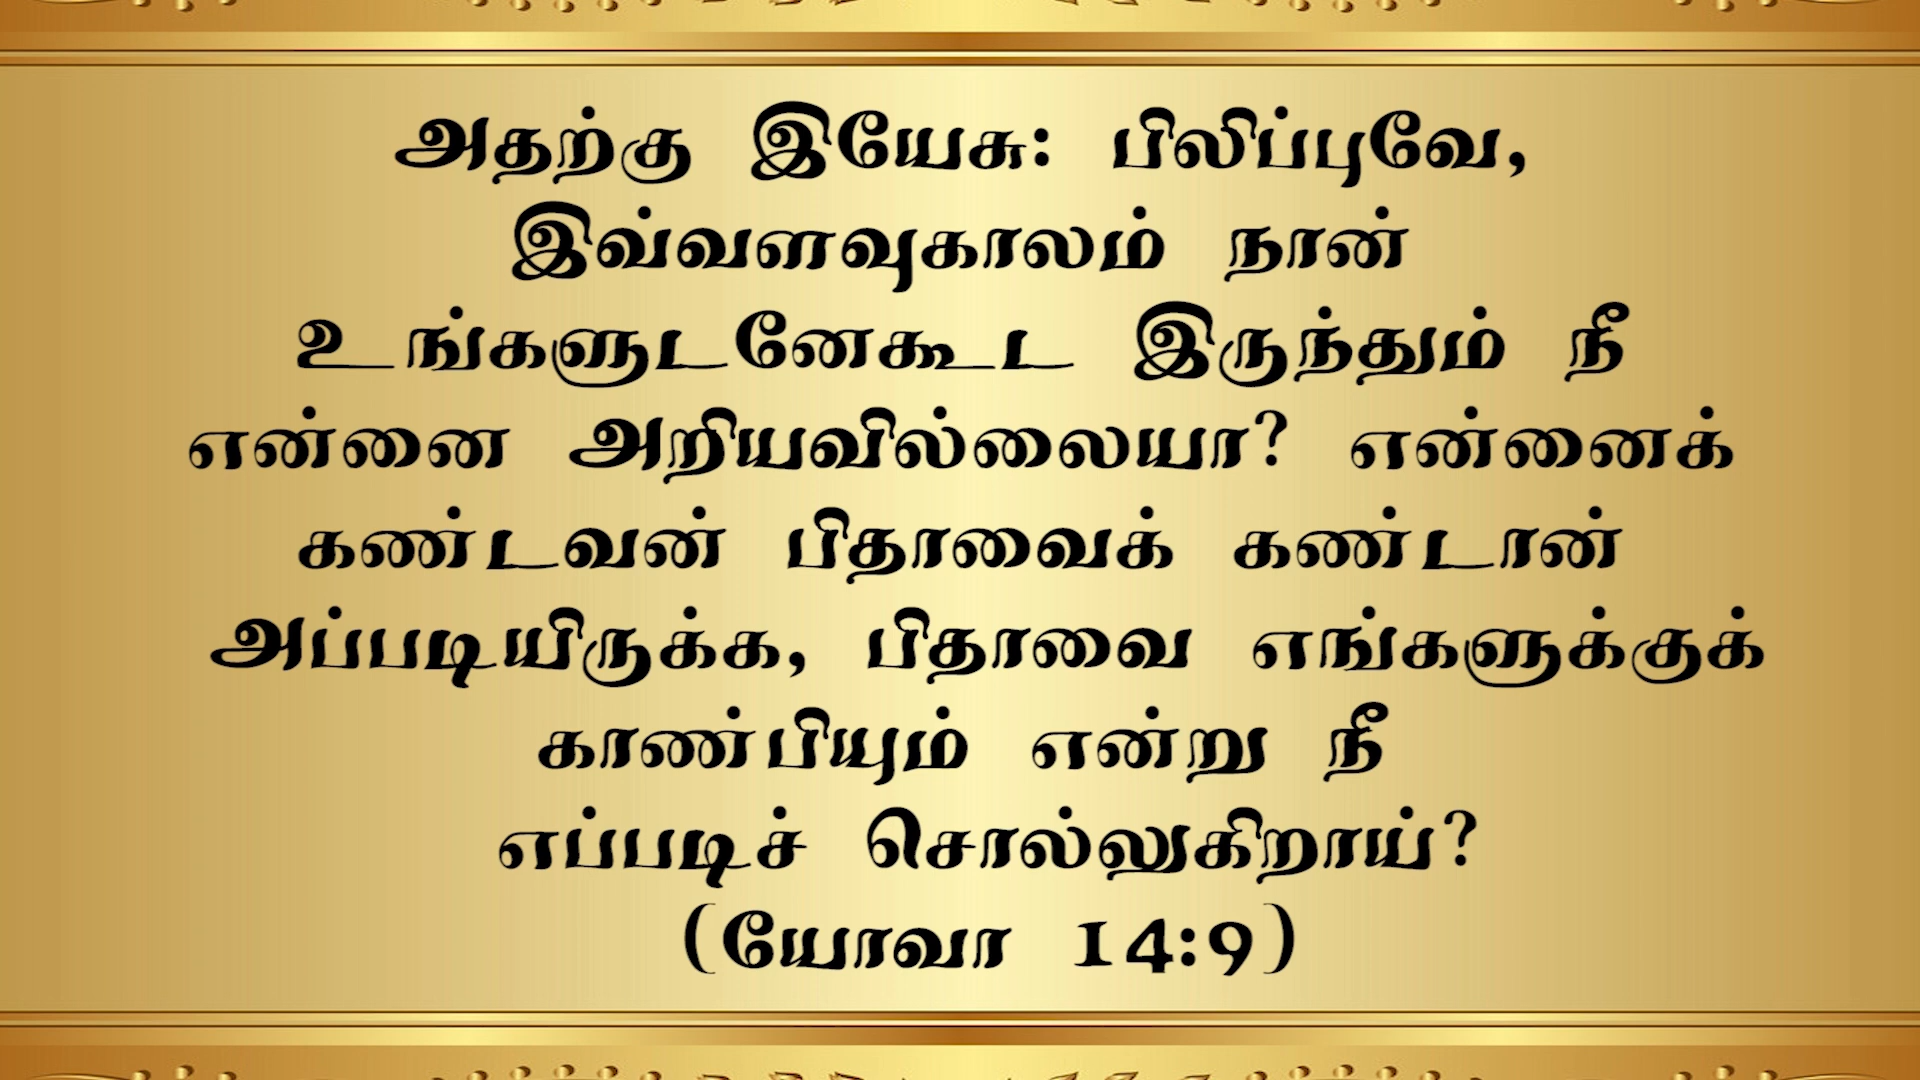 அதற்கு இயேசு: பிலிப்புவே,
இவ்வளவுகாலம் நான்
உங்களுடனேகூட இருந்தும் நீ
என்னை அறியவில்லையா? என்னைக்
கண்டவன் பிதாவைக் கண்டான்
அப்படியிருக்க, பிதாவை எங்களுக்குக்
காண்பியும் என்று நீ
எப்படிச் சொல்லுகிறாய்?
(யோவா 14:9)